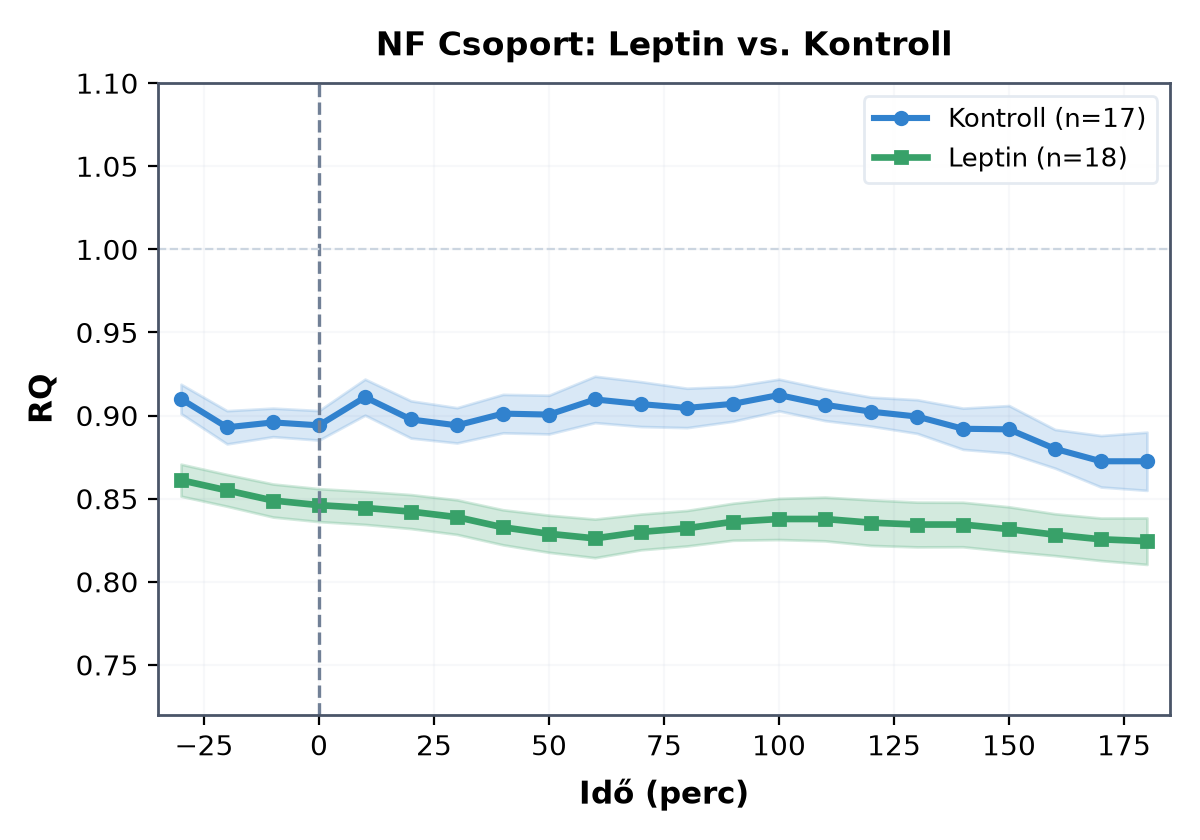 NF Csoport: Leptin vs. Kontroll
Kontroll (n=17)
Leptin (n=18)
RQ
1.10
1.05
1.00
0.95
0.90
0.85
0.80
0.75
−25 0 25 50 75 100 125 150 175
Idő (perc)